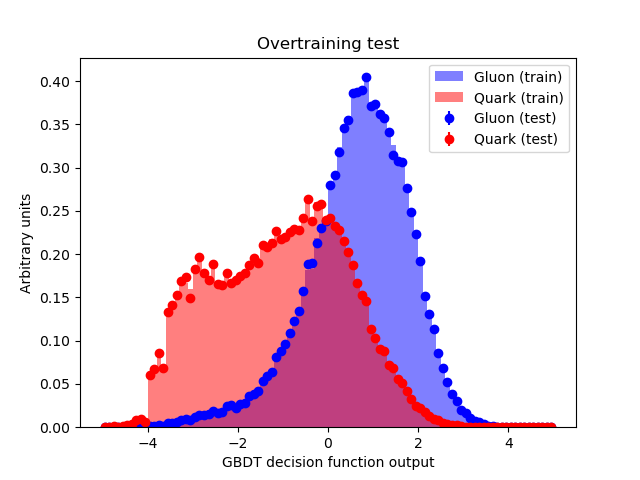 Overtraining test
Arbitrary units
0.40
0.35
0.30
0.25
0.20
0.15
0.10
0.05
0.00
Gluon (train)
Quark (train)
Gluon (test)
Quark (test)
−4
−2
0
2
4
GBDT decision function output